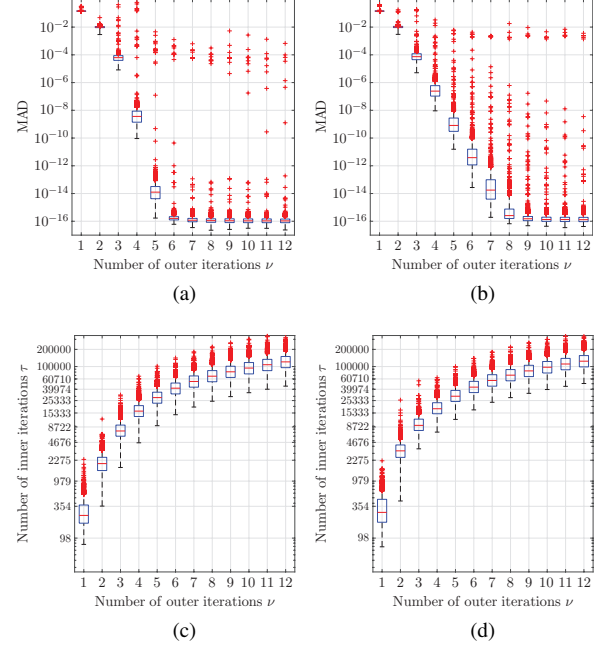 MAD
10⁻²
10⁻⁴
10⁻⁶
10⁻⁸
10⁻¹⁰
10⁻¹²
10⁻¹⁴
10⁻¹⁶
1 2 3 4 5 6 7 8 9 10 11 12
Number of outer iterations ν
(a)
MAD
10⁻²
10⁻⁴
10⁻⁶
10⁻⁸
10⁻¹⁰
10⁻¹²
10⁻¹⁴
10⁻¹⁶
1 2 3 4 5 6 7 8 9 10 11 12
Number of outer iterations ν
(b)
Number of inner iterations τ
200000
100000
60710
39974
25333
15333
8722
4676
2275
979
354
98
1 2 3 4 5 6 7 8 9 10 11 12
Number of outer iterations ν
(c)
Number of inner iterations τ
200000
100000
60710
39974
25333
15333
8722
4676
2275
979
354
98
1 2 3 4 5 6 7 8 9 10 11 12
Number of outer iterations ν
(d)